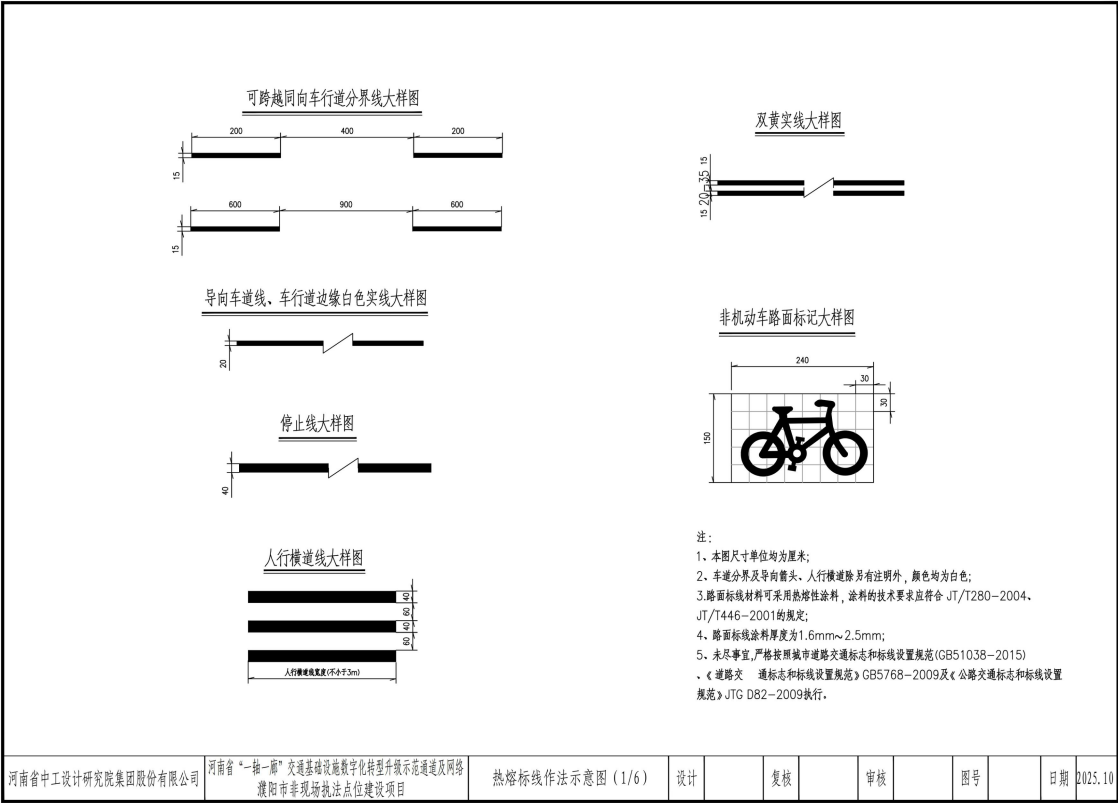 可跨越同向车行道分界线大样图
200
400
200
15
600
900
600
15
导向车道线、车行道边缘白色实线大样图
20
停止线大样图
40
人行横道线大样图
40
60
40
60
人行横道线宽度(不小于3m)
双黄实线大样图
15
20□35
15
非机动车路面标记大样图
240
30
30
150
注：
1、本图尺寸单位均为厘米；
2、车道分界及导向箭头、人行横道除另有注明外，颜色均为白色；
3.路面标线材料可采用热熔性涂料，涂料的技术要求应符合 JT/T280-2004、
JT/T446-2001的规定；
4、路面标线涂料厚度为1.6mm~2.5mm；
5、未尽事宜,严格按照城市道路交通标志和标线设置规范(GB51038-2015)
、《道路交 通标志和标线设置规范》GB5768-2009及《公路交通标志和标线设置
规范》JTG D82-2009执行。
河南省中工设计研究院集团股份有限公司
河南省“一轴一廊”交通基础设施数字化转型升级示范通道及网络
濮阳市非现场执法点位建设项目
热熔标线作法示意图（1/6）
设计
复核
审核
图号
日期
2025.10